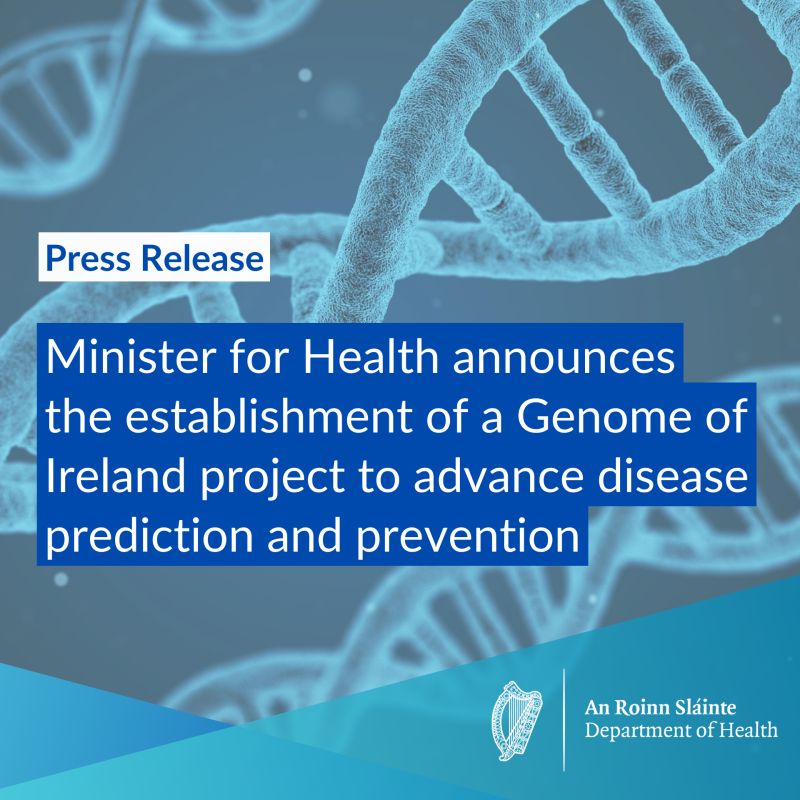 Press Release
Minister for Health announces
the establishment of a Genome of
Ireland project to advance disease
prediction and prevention
An Roinn Sláinte
Department of Health